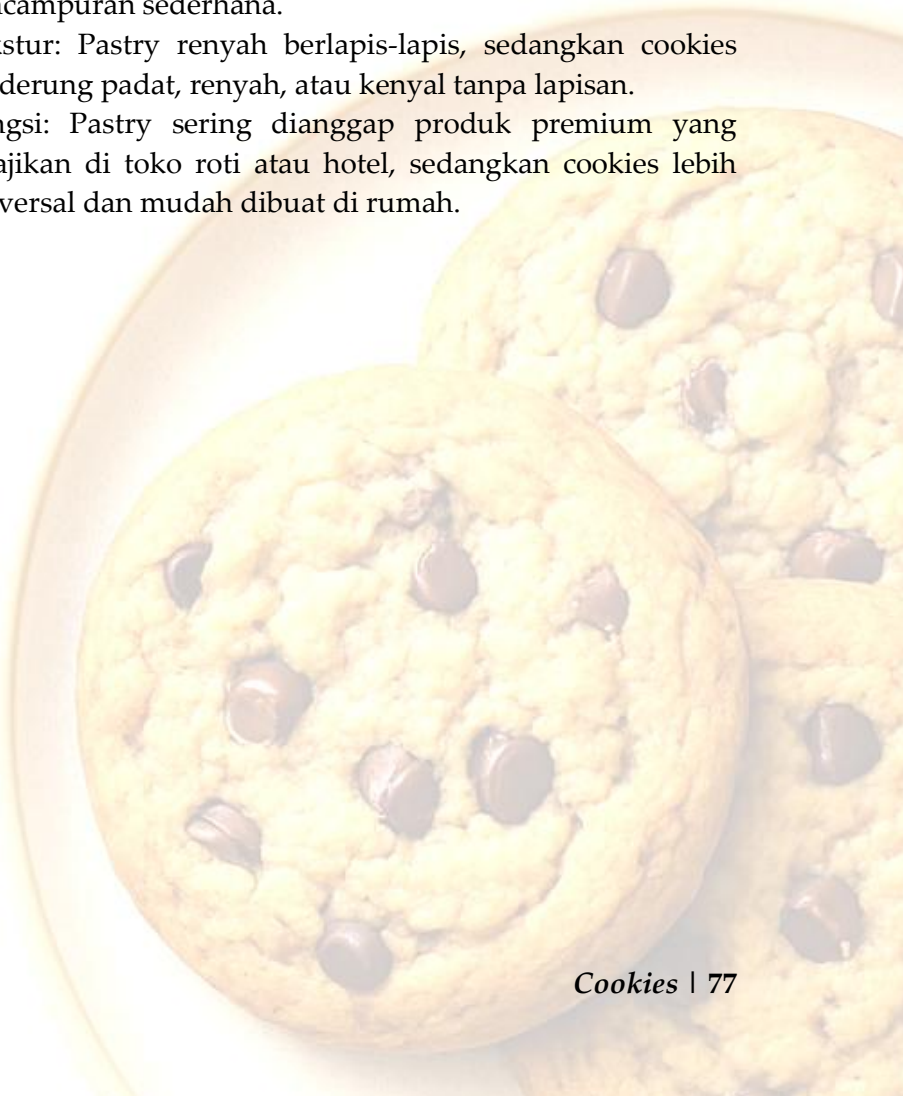 ncampuran sederhana.
kstur: Pastry renyah berlapis-lapis, sedangkan cookies
derung padat, renyah, atau kenyal tanpa lapisan.
ngsi: Pastry sering dianggap produk premium yang
ajikan di toko roti atau hotel, sedangkan cookies lebih
versal dan mudah dibuat di rumah.
Cookies | 77